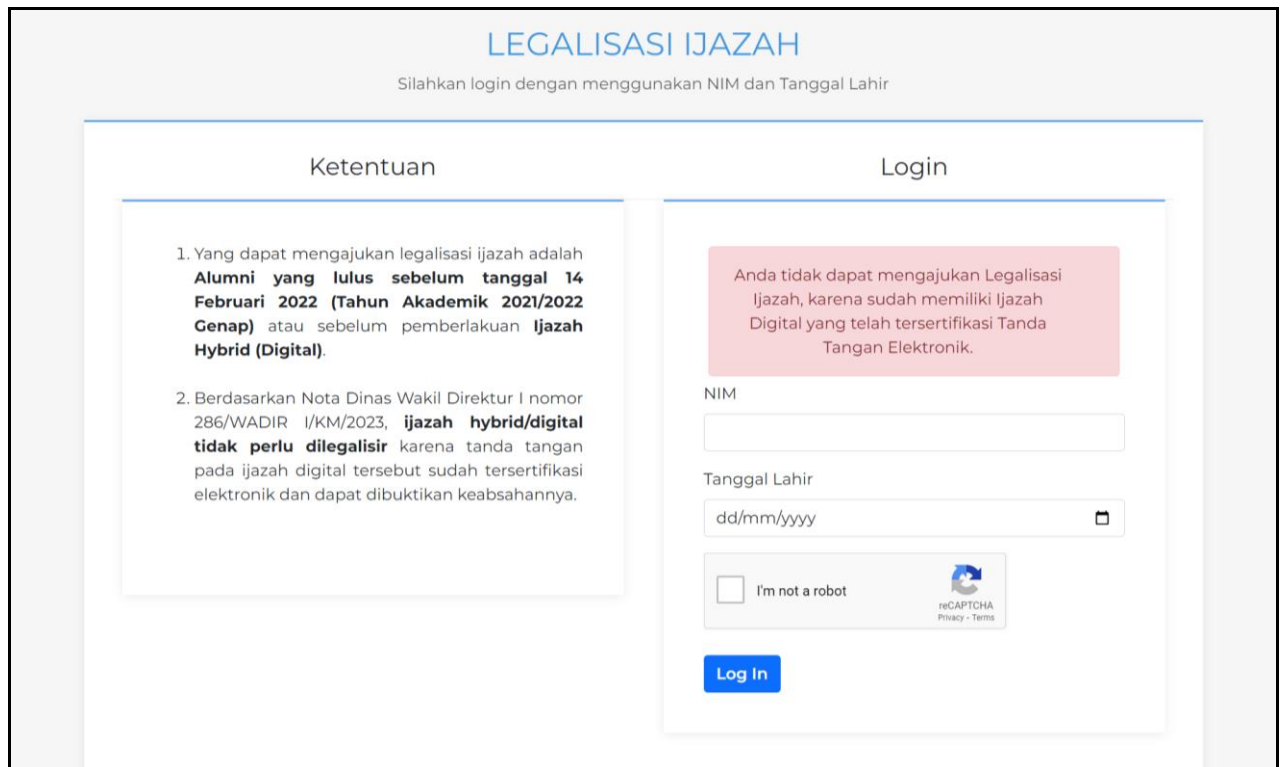 LEGALISASI IJAZAH
Silahkan login dengan menggunakan NIM dan Tanggal Lahir
Ketentuan
1. Yang dapat mengajukan legalisasi ijazah adalah
Alumni yang lulus sebelum tanggal 14
Februari 2022 (Tahun Akademik 2021/2022
Genap) atau sebelum pemberlakuan Ijazah
Hybrid (Digital).
2. Berdasarkan Nota Dinas Wakil Direktur I nomor
286/WADIR I/KM/2023, ijazah hybrid/digital
tidak perlu dilegalisir karena tanda tangan
pada ijazah digital tersebut sudah tersertifikasi
elektronik dan dapat dibuktikan keabsahannya.
Login
Anda tidak dapat mengajukan Legalisasi
Ijazah, karena sudah memiliki Ijazah
Digital yang telah tersertifikasi Tanda
Tangan Elektronik.
NIM
Tanggal Lahir
dd/mm/yyyy
I'm not a robot
reCAPTCHA
Privacy - Terms
Log In